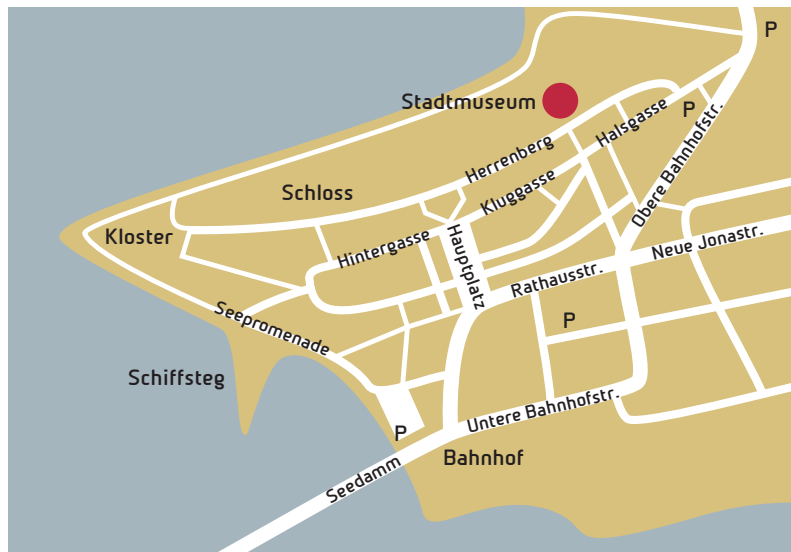 P
Stadtmuseum
P
Halsgasse
Obere Bahnhofstr.
Herrenberg
Kluggasse
Schloss
Kloster
Hintergasse
Hauptplatz
Neue Jonastr.
Rathausstr.
Seepromenade
P
Schiffsteg
Untere Bahnhofstr.
P
Bahnhof
Seedamm